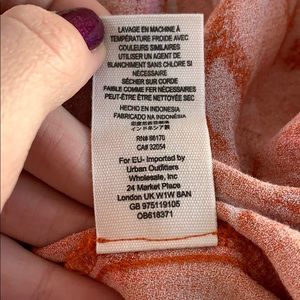 LAVAGE EN MACHINE À
TEMPÉRATURE FROIDE AVEC
COULEURS SIMILAIRES
UTILISER UN AGENT DE
BLANCHIMENT SANS CHLORE SI
NÉCESSAIRE
SÉCHER SUR CORDE
FAIBLE COMME FER NÉCESSAIRES
PEUT-ÊTRE ÊTRE NETTOYÉE SEC
HECHO EN INDONESIA
FABRICADO NA INDONÉSIA
インドネシア製
RN# 66170
CA# 32054
For EU- Imported by
Urban Outfitters
Wholesale, Inc
24 Market Place
London UK W1W 8AN
GB 975119105
OB618371